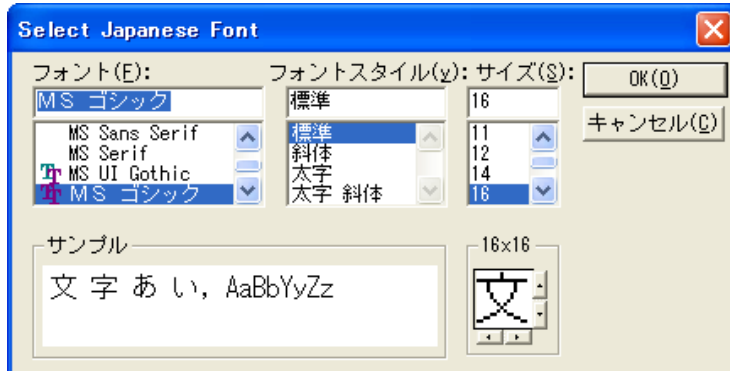 Select Japanese Font
フォント(F):
フォントスタイル(y):
サイズ(S):
OK(O)
ＭＳ ゴシック
標準
16
キャンセル(C)
MS Sans Serif
MS Serif
MS UI Gothic
ＭＳ ゴシック
標準
斜体
太字
太字 斜体
11
12
14
16
サンプル
文 字 あ い, AaBbYyZz
16x16
文